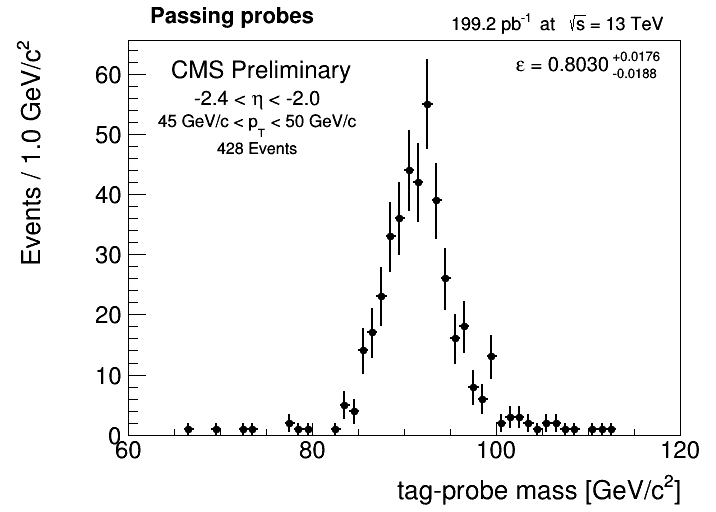 Passing probes
199.2 pb⁻¹ at √s = 13 TeV
CMS Preliminary
ε = 0.8030 +0.0176 -0.0188
-2.4 < η < -2.0
45 GeV/c < p_T < 50 GeV/c
428 Events
Events / 1.0 GeV/c²
60
50
40
30
20
10
0
60 80 100 120
tag-probe mass [GeV/c²]